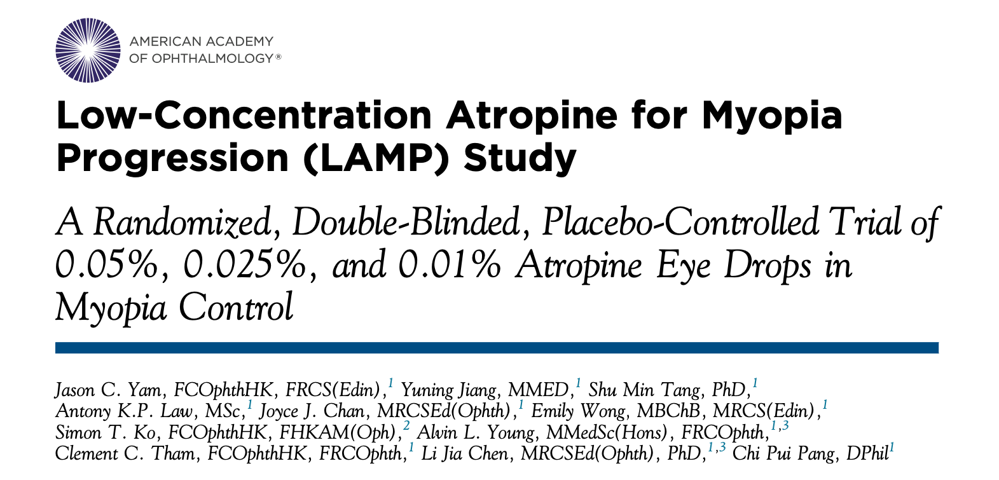 AMERICAN ACADEMY
OF OPHTHALMOLOGY®
Low-Concentration Atropine for Myopia
Progression (LAMP) Study
A Randomized, Double-Blinded, Placebo-Controlled Trial of
0.05%, 0.025%, and 0.01% Atropine Eye Drops in
Myopia Control
Jason C. Yam, FCOphthHK, FRCS(Edin),1 Yuning Jiang, MMED,1 Shu Min Tang, PhD,1
Antony K.P. Law, MSc,1 Joyce J. Chan, MRCSEd(Ophth),1 Emily Wong, MBChB, MRCS(Edin),1
Simon T. Ko, FCOphthHK, FHKAM(Oph),2 Alvin L. Young, MMedSc(Hons), FRCOphth,1,3
Clement C. Tham, FCOphthHK, FRCOphth,1 Li Jia Chen, MRCSEd(Ophth), PhD,1,3 Chi Pui Pang, DPhil1